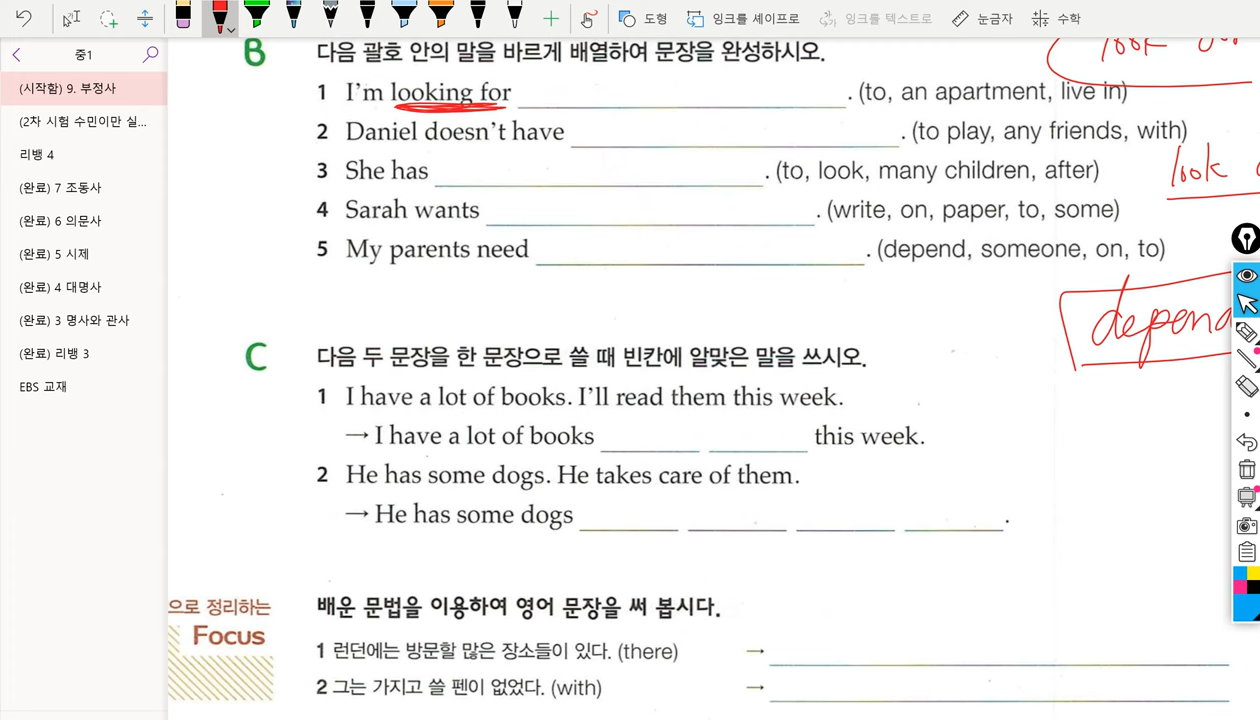 도형
잉크를 셰이프로
잉크를 텍스트로
눈금자
수학
중1
(시작함) 9. 부정사
(2차 시험 수민이만 실...
리뱅 4
(완료) 7 조동사
(완료) 6 의문사
(완료) 5 시제
(완료) 4 대명사
(완료) 3 명사와 관사
(완료) 리뱅 3
EBS 교재
look
B 다음 괄호 안의 말을 바르게 배열하여 문장을 완성하시오.
1 I'm looking for ______. (to, an apartment, live in)
2 Daniel doesn't have ______. (to play, any friends, with)
3 She has ______. (to, look, many children, after)
look
4 Sarah wants ______. (write, on, paper, to, some)
5 My parents need ______. (depend, someone, on, to)
depend
C 다음 두 문장을 한 문장으로 쓸 때 빈칸에 알맞은 말을 쓰시오.
1 I have a lot of books. I'll read them this week.
→ I have a lot of books ______ ______ this week.
2 He has some dogs. He takes care of them.
→ He has some dogs ______ ______ ______ ______.
으로 정리하는
Focus
배운 문법을 이용하여 영어 문장을 써 봅시다.
1 런던에는 방문할 많은 장소들이 있다. (there) → ______
2 그는 가지고 쓸 펜이 없었다. (with) → ______